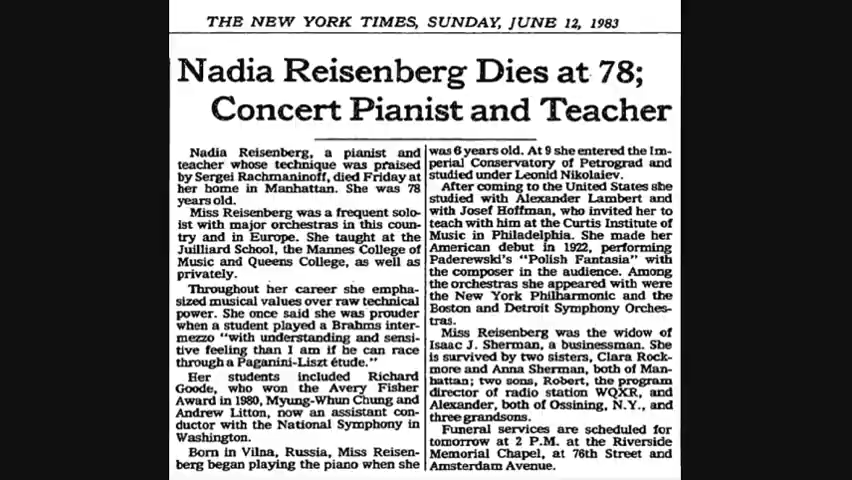 THE NEW YORK TIMES, SUNDAY, JUNE 12, 1983
Nadia Reisenberg Dies at 78;
Concert Pianist and Teacher
Nadia Reisenberg, a pianist and
teacher whose technique was praised
by Sergei Rachmaninoff, died Friday at
her home in Manhattan. She was 78
years old.
Miss Reisenberg was a frequent solo-
ist with major orchestras in this coun-
try and in Europe. She taught at the
Juilliard School, the Mannes College of
Music and Queens College, as well as
privately.
Throughout her career she empha-
sized musical values over raw technical
power. She once said she was prouder
when a student played a Brahms inter-
mezzo "with understanding and sensi-
tive feeling than I am if he can race
through a Paganini-Liszt étude."
Her students included Richard
Goode, who won the Avery Fisher
Award in 1980, Myung-Whun Chung and
Andrew Litton, now an assistant con-
ductor with the National Symphony in
Washington.
Born in Vilna, Russia, Miss Reisen-
berg began playing the piano when she
was 6 years old. At 9 she entered the Im-
perial Conservatory of Petrograd and
studied under Leonid Nikolaiev.
After coming to the United States she
studied with Alexander Lambert and
with Josef Hoffman, who invited her to
teach with him at the Curtis Institute of
Music in Philadelphia. She made her
American debut in 1922, performing
Paderewski's "Polish Fantasia" with
the composer in the audience. Among
the orchestras she appeared with were
the New York Philharmonic and the
Boston and Detroit Symphony Orches-
tras.
Miss Reisenberg was the widow of
Isaac J. Sherman, a businessman. She
is survived by two sisters, Clara Rock-
more and Anna Sherman, both of Man-
hattan; two sons, Robert, the program
director of radio station WQXR, and
Alexander, both of Ossining, N.Y., and
three grandsons.
Funeral services are scheduled for
tomorrow at 2 P.M. at the Riverside
Memorial Chapel, at 76th Street and
Amsterdam Avenue.